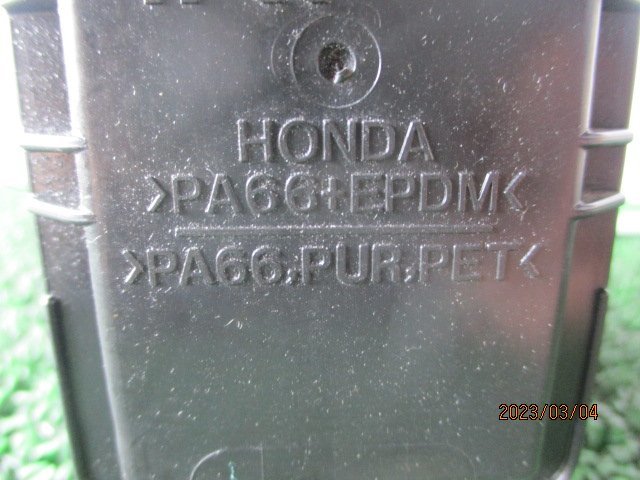 HONDA
>PA66+EPDM<
>PA66,PUR,PET<
2023/03/04